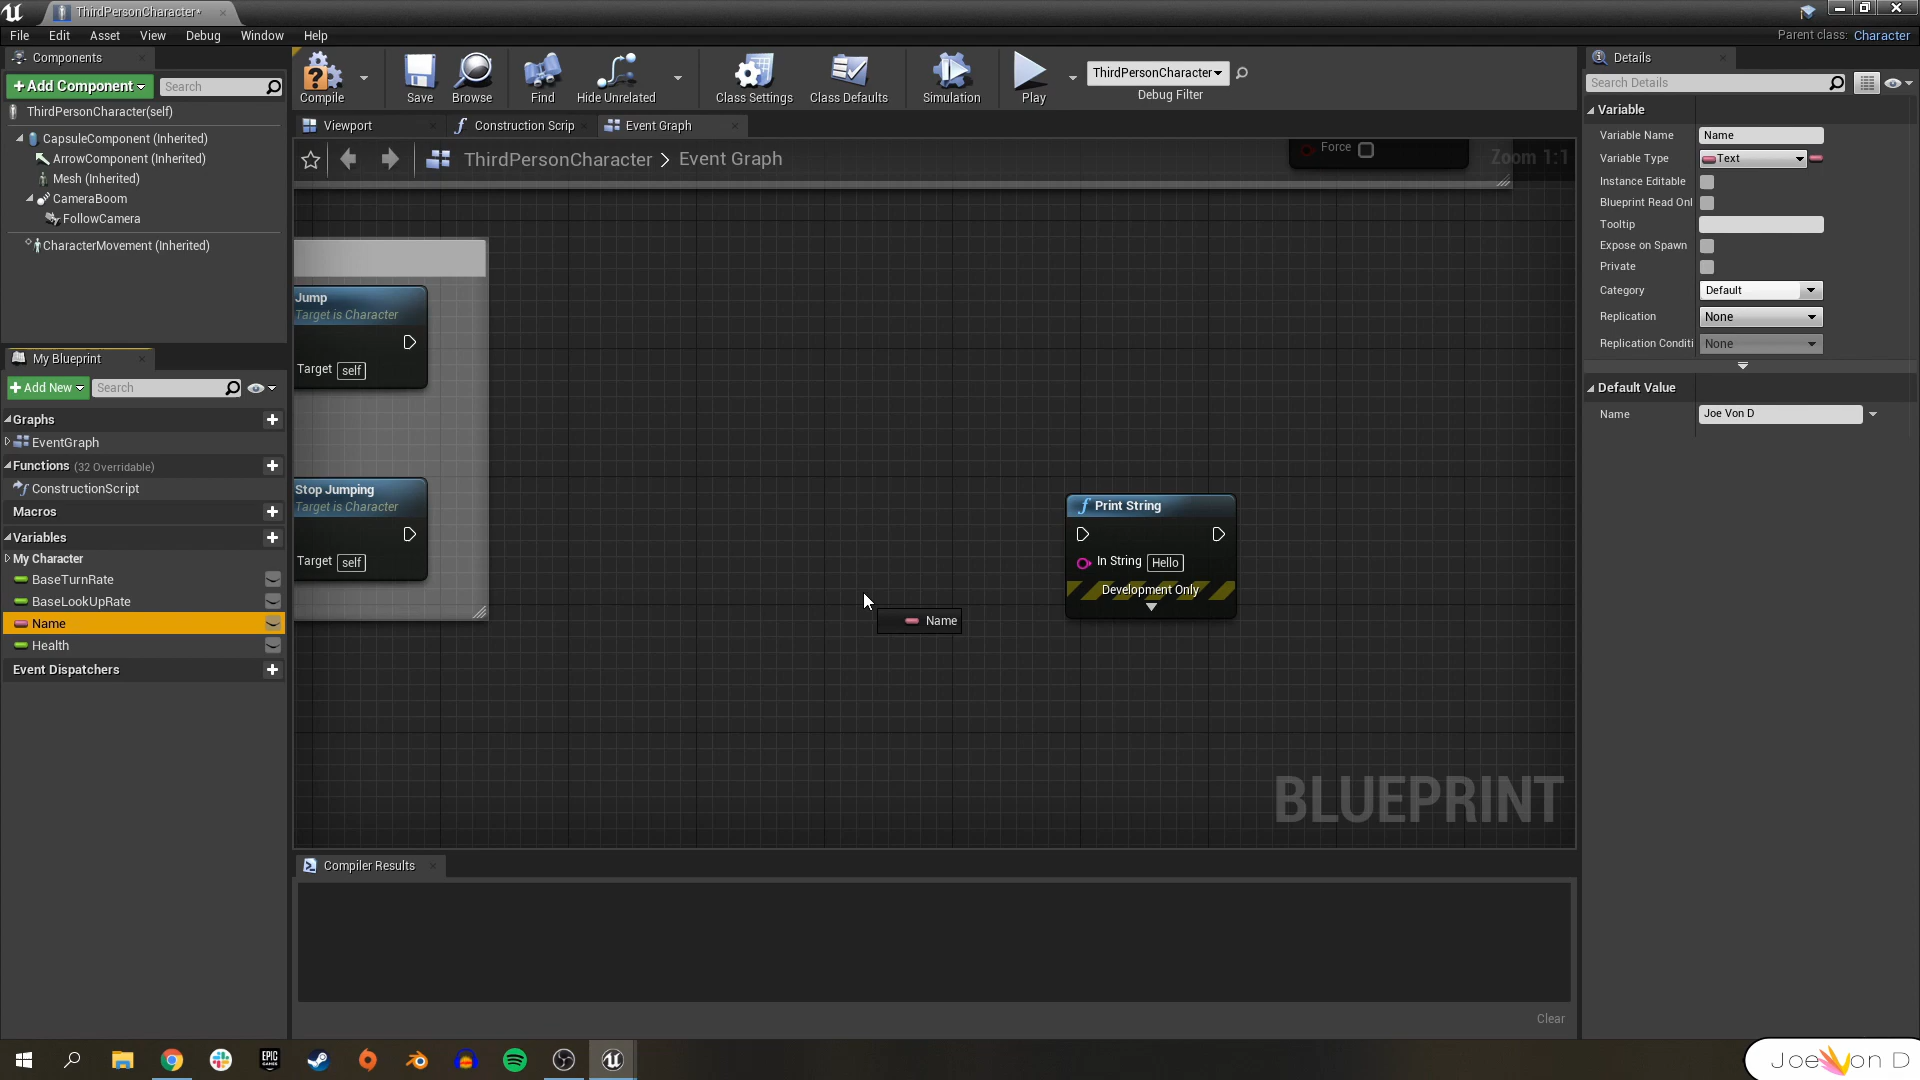 ThirdPersonCharacter*
File Edit Asset View Debug Window Help
Parent class: Character
Components
+Add Component Search
ThirdPersonCharacter(self)
CapsuleComponent (Inherited)
ArrowComponent (Inherited)
Mesh (Inherited)
CameraBoom
FollowCamera
CharacterMovement (Inherited)
My Blueprint
+Add New Search
Graphs
EventGraph
Functions (32 Overridable)
ConstructionScript
Macros
Variables
My Character
BaseTurnRate
BaseLookUpRate
Name
Health
Event Dispatchers
Compile Save Browse Find Hide Unrelated Class Settings Class Defaults Simulation Play
ThirdPersonCharacter
Debug Filter
Viewport Construction Scrip Event Graph
ThirdPersonCharacter > Event Graph
Zoom 1:1
Force
Jump
Target is Character
Target self
Stop Jumping
Target is Character
Target self
Name
Print String
In String Hello
Development Only
BLUEPRINT
Compiler Results
Clear
Details
Search Details
Variable
Variable Name Name
Variable Type Text
Instance Editable
Blueprint Read Onl
Tooltip
Expose on Spawn
Private
Category Default
Replication None
Replication Conditi None
Default Value
Name Joe Von D
EPIC GAMES
Joe Von D